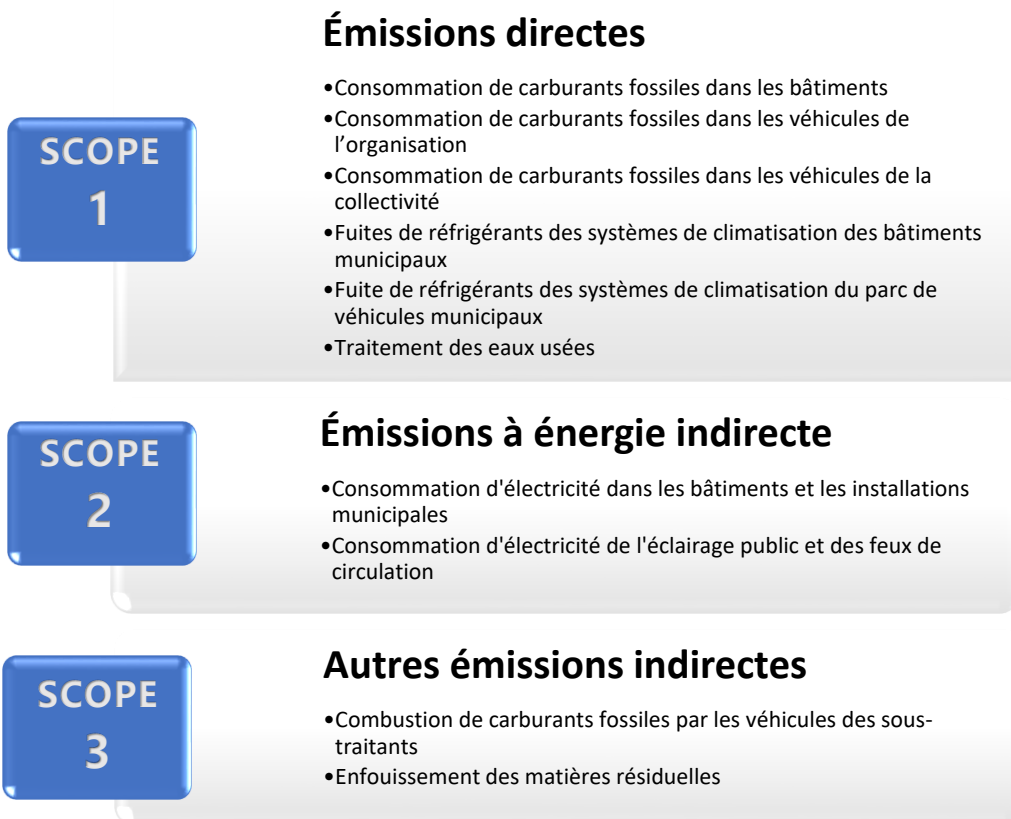 Émissions directes
•Consommation de carburants fossiles dans les bâtiments
•Consommation de carburants fossiles dans les véhicules de
l’organisation
•Consommation de carburants fossiles dans les véhicules de la
collectivité
•Fuites de réfrigérants des systèmes de climatisation des bâtiments
municipaux
•Fuite de réfrigérants des systèmes de climatisation du parc de
véhicules municipaux
•Traitement des eaux usées
SCOPE
1
Émissions à énergie indirecte
•Consommation d'électricité dans les bâtiments et les installations
municipales
•Consommation d'électricité de l'éclairage public et des feux de
circulation
SCOPE
2
Autres émissions indirectes
•Combustion de carburants fossiles par les véhicules des sous-
traitants
•Enfouissement des matières résiduelles
SCOPE
3